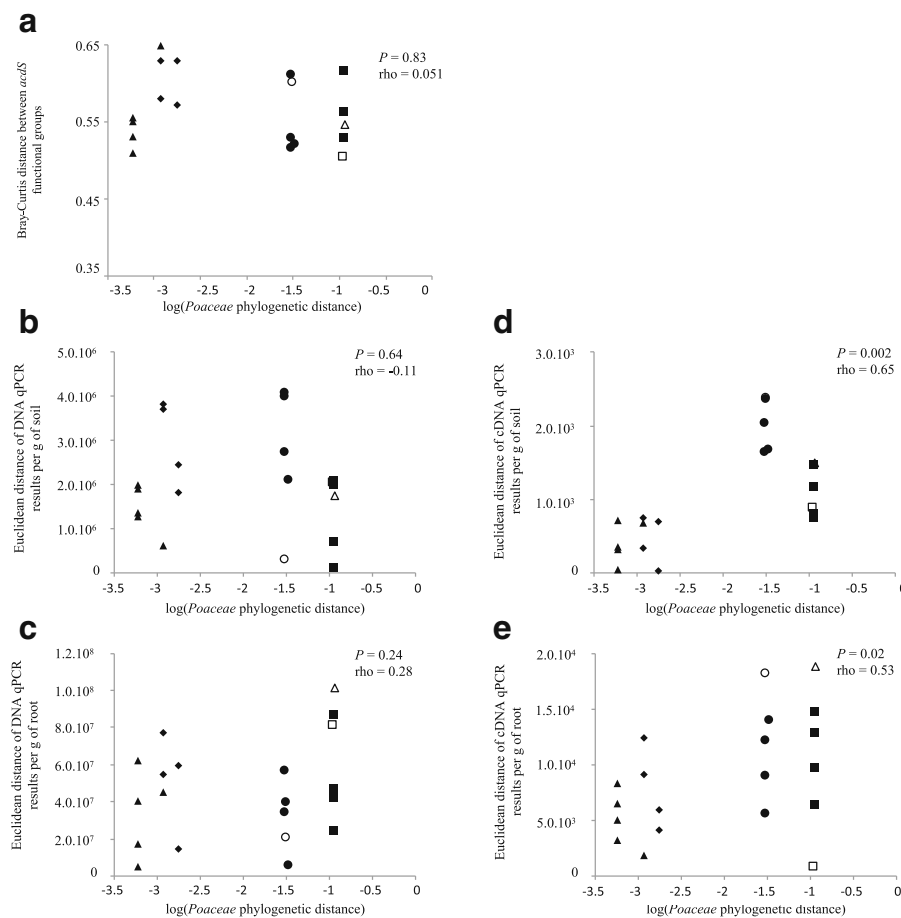 a
Bray-Curtis distance between acdS
functional groups
0.65
0.55
0.45
0.35
P = 0.83
rho = 0.051
-3.5 -3 -2.5 -2 -1.5 -1 -0.5 0
log(Poaceae phylogenetic distance)
b
Euclidean distance of DNA qPCR
results per g of soil
5.0.10⁶
4.0.10⁶
3.0.10⁶
2.0.10⁶
1.0.10⁶
0
P = 0.64
rho = -0.11
-3.5 -3 -2.5 -2 -1.5 -1 -0.5 0
log(Poaceae phylogenetic distance)
d
Euclidean distance of cDNA qPCR
results per g of soil
3.0.10³
2.0.10³
1.0.10³
0
P = 0.002
rho = 0.65
-3.5 -3 -2.5 -2 -1.5 -1 -0.5 0
log(Poaceae phylogenetic distance)
c
Euclidean distance of DNA qPCR
results per g of root
1.2.10⁸
1.0.10⁸
8.0.10⁷
6.0.10⁷
4.0.10⁷
2.0.10⁷
0
P = 0.24
rho = 0.28
-3.5 -3 -2.5 -2 -1.5 -1 -0.5 0
log(Poaceae phylogenetic distance)
e
Euclidean distance of cDNA qPCR
results per g of root
2.0.10⁴
1.5.10⁴
1.0.10⁴
5.0.10³
0
P = 0.02
rho = 0.53
-3.5 -3 -2.5 -2 -1.5 -1 -0.5 0
log(Poaceae phylogenetic distance)